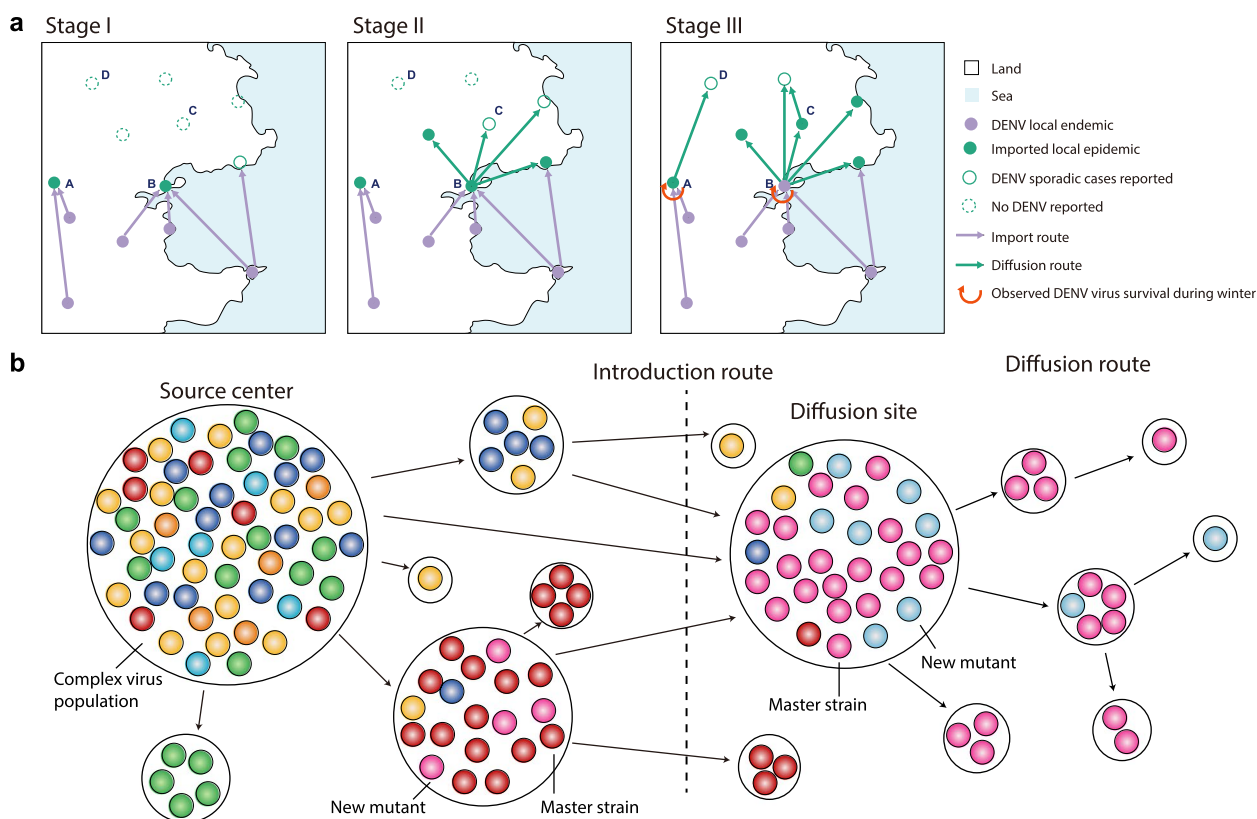 a
Stage I
Stage II
Stage III
D
C
A
B
D
C
A
B
D
C
A
B
Land
Sea
DENV local endemic
Imported local epidemic
DENV sporadic cases reported
No DENV reported
Import route
Diffusion route
Observed DENV virus survival during winter
b
Source center
Introduction route
Diffusion route
Diffusion site
Complex virus
population
New mutant
Master strain
Master strain
New mutant